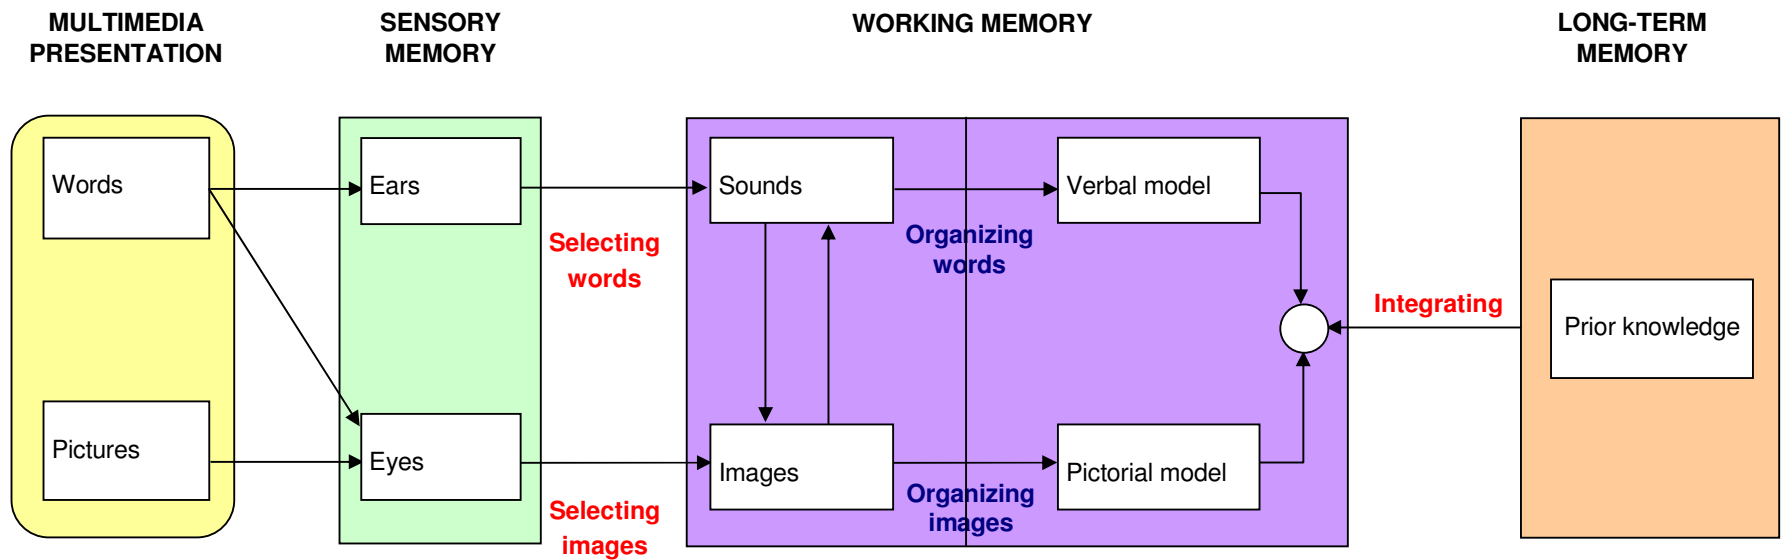 MULTIMEDIA
PRESENTATION
SENSORY
MEMORY
WORKING MEMORY
LONG-TERM
MEMORY
Words
Ears
Sounds
Verbal model
Selecting
words
Organizing
words
Integrating
Prior knowledge
Pictures
Eyes
Images
Pictorial model
Selecting
images
Organizing
images